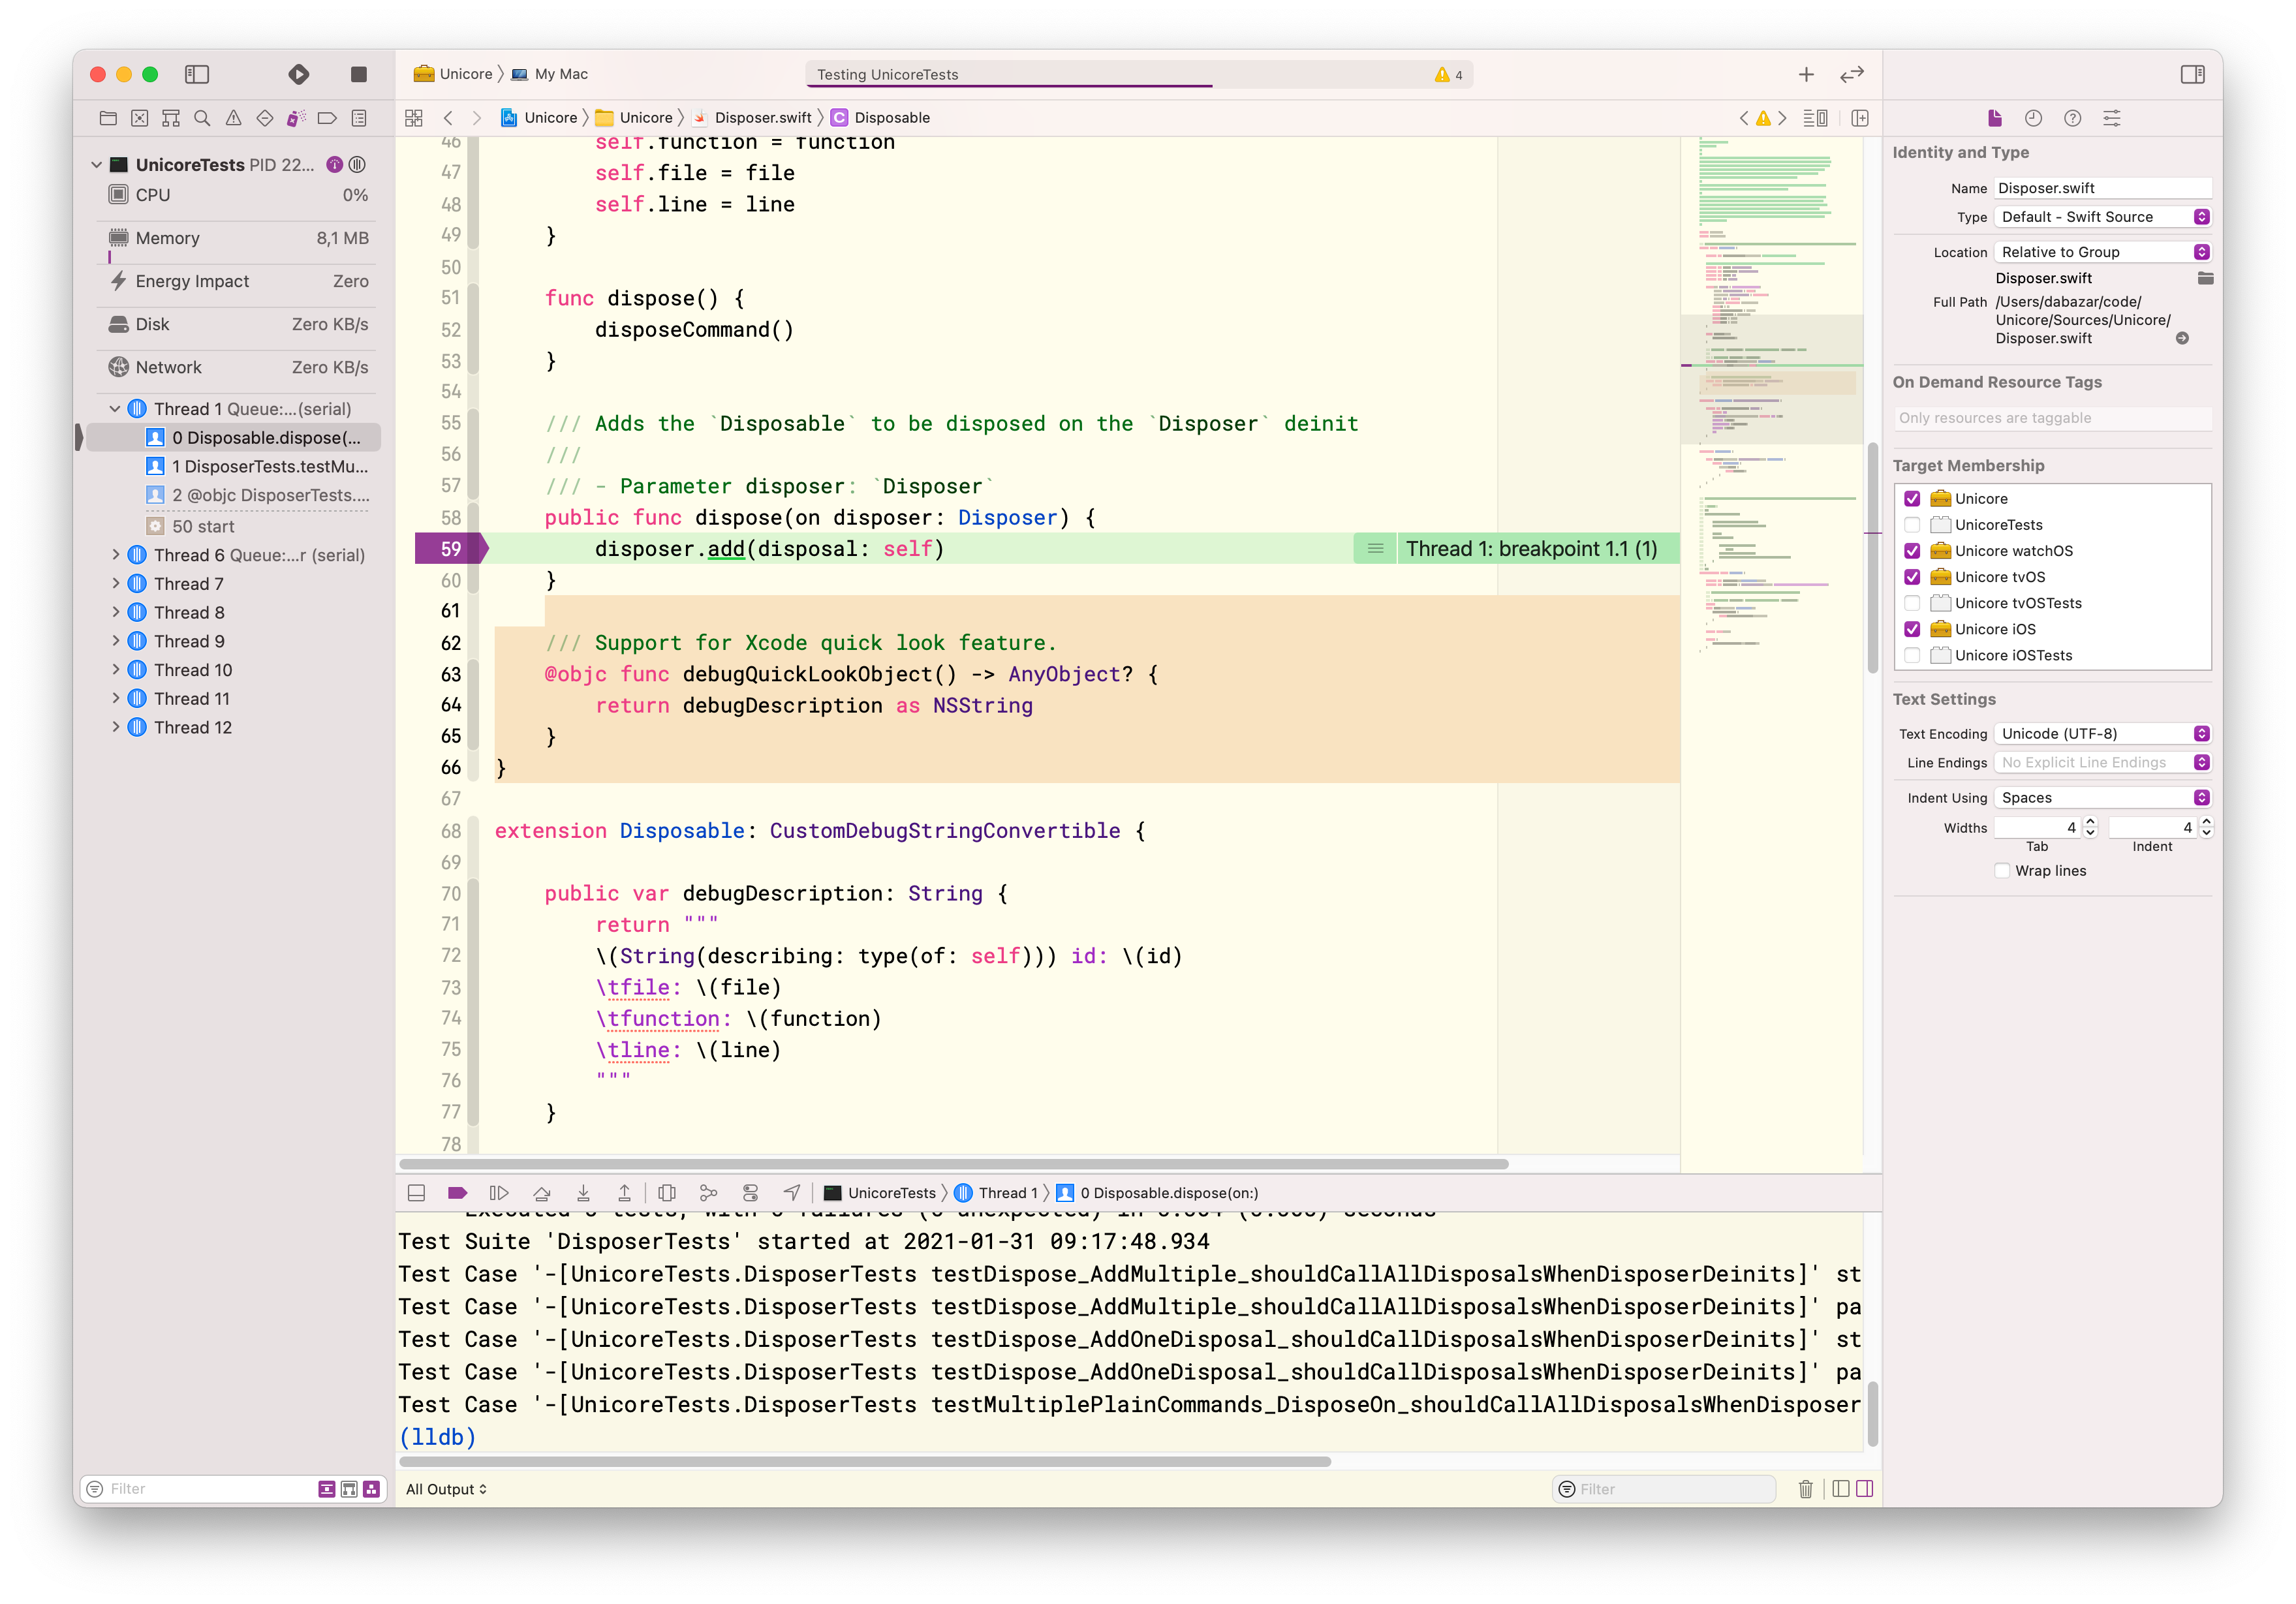 Unicore
My Mac
Testing UnicoreTests
4
Unicore
Unicore
Disposer.swift
C
Disposable
UnicoreTests PID 22...
CPU
0%
Memory
8,1 MB
Energy Impact
Zero
Disk
Zero KB/s
Network
Zero KB/s
Thread 1 Queue:...(serial)
0 Disposable.dispose(...
1 DisposerTests.testMu...
2 @objc DisposerTests....
50 start
Thread 6 Queue:...r (serial)
Thread 7
Thread 8
Thread 9
Thread 10
Thread 11
Thread 12
Filter
46 self.function = function
47 self.file = file
48 self.line = line
49 }
50
51 func dispose() {
52 disposeCommand()
53 }
54
55 /// Adds the `Disposable` to be disposed on the `Disposer` deinit
56 ///
57 /// - Parameter disposer: `Disposer`
58 public func dispose(on disposer: Disposer) {
59 disposer.add(disposal: self)
Thread 1: breakpoint 1.1 (1)
60 }
61
62 /// Support for Xcode quick look feature.
63 @objc func debugQuickLookObject() -> AnyObject? {
64 return debugDescription as NSString
65 }
66 }
67
68 extension Disposable: CustomDebugStringConvertible {
69
70 public var debugDescription: String {
71 return """
72 \(String(describing: type(of: self))) id: \(id)
73 \tfile: \(file)
74 \tfunction: \(function)
75 \tline: \(line)
76 """
77 }
78
UnicoreTests
Thread 1
0 Disposable.dispose(on:)
Test Suite 'DisposerTests' started at 2021-01-31 09:17:48.934
Test Case '-[UnicoreTests.DisposerTests testDispose_AddMultiple_shouldCallAllDisposalsWhenDisposerDeinits]' st
Test Case '-[UnicoreTests.DisposerTests testDispose_AddMultiple_shouldCallAllDisposalsWhenDisposerDeinits]' pa
Test Case '-[UnicoreTests.DisposerTests testDispose_AddOneDisposal_shouldCallDisposalsWhenDisposerDeinits]' st
Test Case '-[UnicoreTests.DisposerTests testDispose_AddOneDisposal_shouldCallDisposalsWhenDisposerDeinits]' pa
Test Case '-[UnicoreTests.DisposerTests testMultiplePlainCommands_DisposeOn_shouldCallAllDisposalsWhenDisposer
(lldb)
All Output
Filter
Identity and Type
Name Disposer.swift
Type Default - Swift Source
Location Relative to Group
Disposer.swift
Full Path /Users/dabazar/code/
Unicore/Sources/Unicore/
Disposer.swift
On Demand Resource Tags
Only resources are taggable
Target Membership
Unicore
UnicoreTests
Unicore watchOS
Unicore tvOS
Unicore tvOSTests
Unicore iOS
Unicore iOSTests
Text Settings
Text Encoding Unicode (UTF-8)
Line Endings No Explicit Line Endings
Indent Using Spaces
Widths 4 4
Tab Indent
Wrap lines